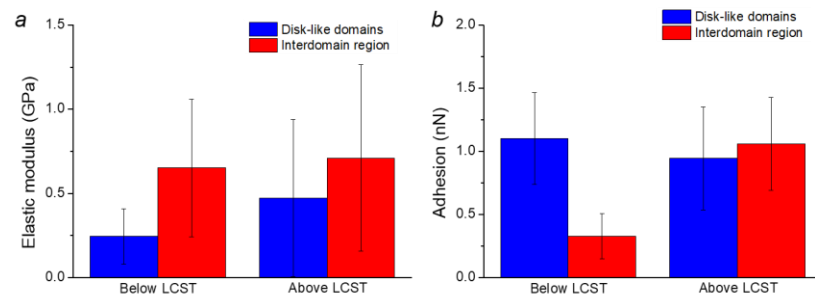 a
Disk-like domains
Interdomain region
Elastic modulus (GPa)
1.5
1.0
0.5
0.0
Below LCST
Above LCST
b
Disk-like domains
Interdomain region
Adhesion (nN)
2.0
1.5
1.0
0.5
0.0
Below LCST
Above LCST